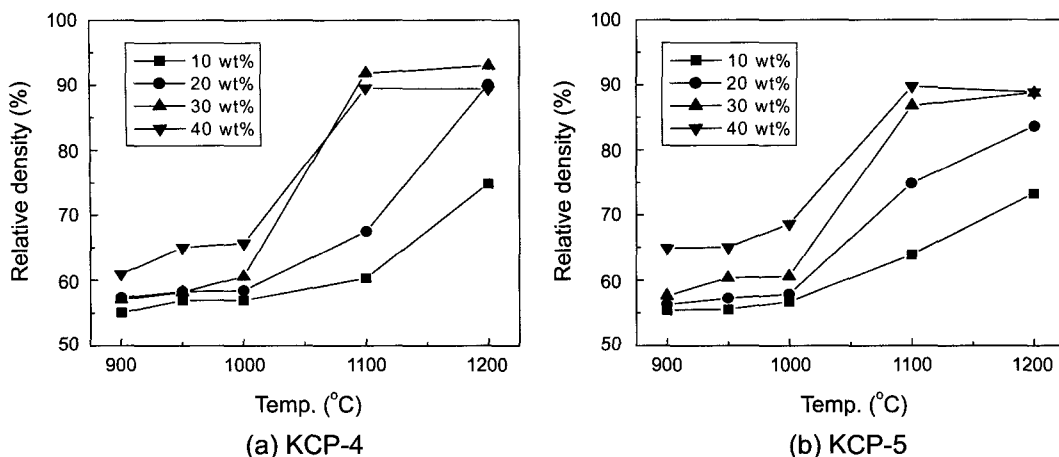 Relative density (%)
100
90
80
70
60
50
10 wt%
20 wt%
30 wt%
40 wt%
900
1000
1100
1200
Temp. (°C)
(a) KCP-4
Relative density (%)
100
90
80
70
60
50
10 wt%
20 wt%
30 wt%
40 wt%
900
1000
1100
1200
Temp. (°C)
(b) KCP-5